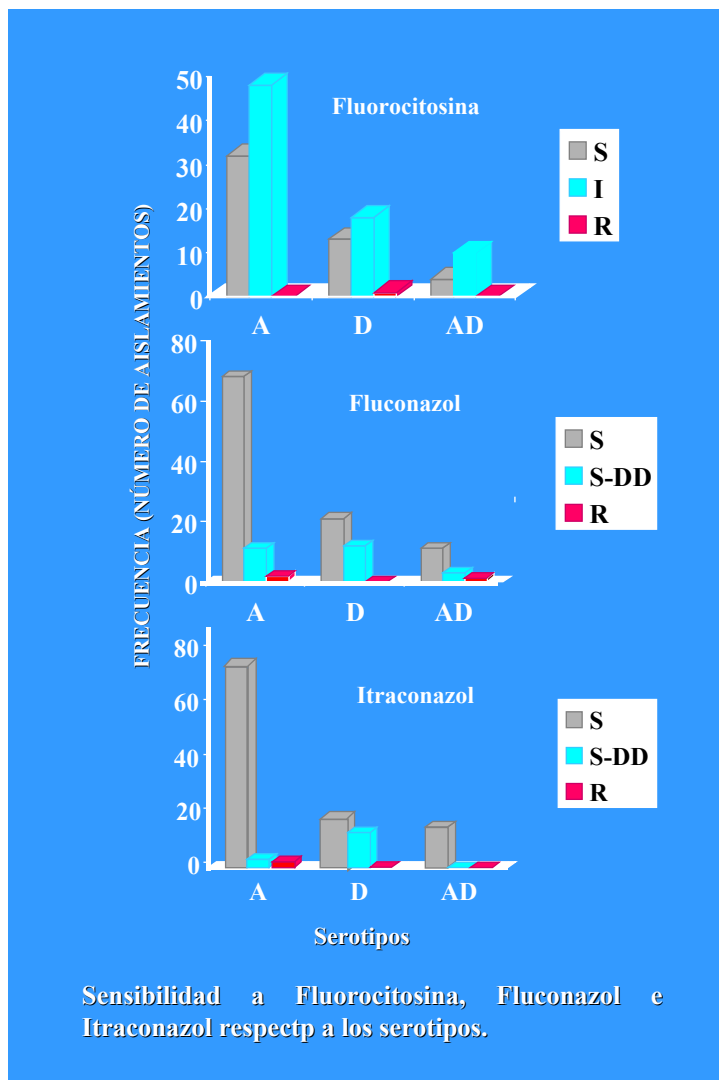 FRECUENCIA (NÚMERO DE AISLAMIENTOS)
Fluorocitosina
50
40
30
20
10
0
A D AD
S
I
R
Fluconazol
80
60
40
20
0
A D AD
S
S-DD
R
Itraconazol
80
60
40
20
0
A D AD
S
S-DD
R
Serotipos
Sensibilidad a Fluorocitosina, Fluconazol e
Itraconazol respectp a los serotipos.